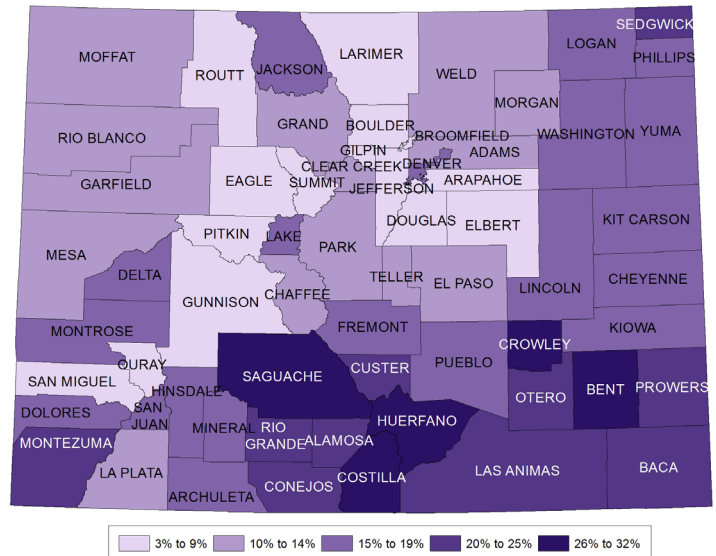 SEDGWICK
LARIMER
LOGAN
MOFFAT
PHILLIPS
JACKSON
ROUTT
WELD
MORGAN
GRAND
BOULDER
RIO BLANCO
BROOMFIELD
WASHINGTON
YUMA
GILPIN
ADAMS
CLEAR CREEK
DENVER
EAGLE
SUMMIT
ARAPAHOE
GARFIELD
JEFFERSON
DOUGLAS
KIT CARSON
ELBERT
PITKIN
LAKE
PARK
MESA
DELTA
TELLER
CHEYENNE
EL PASO
LINCOLN
CHAFFEE
GUNNISON
FREMONT
KIOWA
MONTROSE
CROWLEY
PUEBLO
OURAY
CUSTER
SAGUACHE
SAN MIGUEL
BENT
PROWERS
HINSDALE
OTERO
SAN
JUAN
DOLORES
HUERFANO
MINERAL
RIO
GRANDE
MONTEZUMA
ALAMOSA
LA PLATA
LAS ANIMAS
BACA
COSTILLA
CONEJOS
ARCHULETA
3% to 9%
10% to 14%
15% to 19%
20% to 25%
26% to 32%